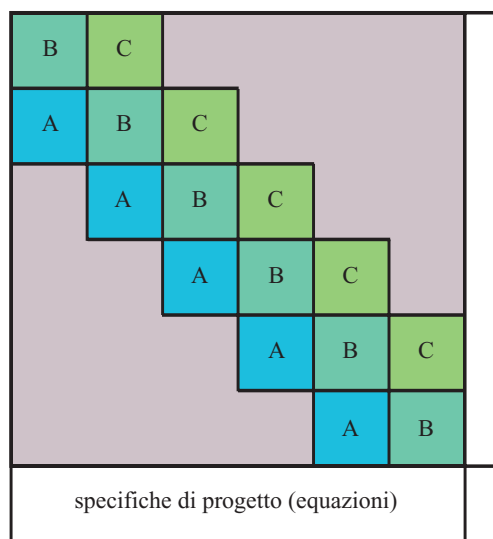 B C
A B C
A B C
A B C
A B C
A B
specifiche di progetto (equazioni)